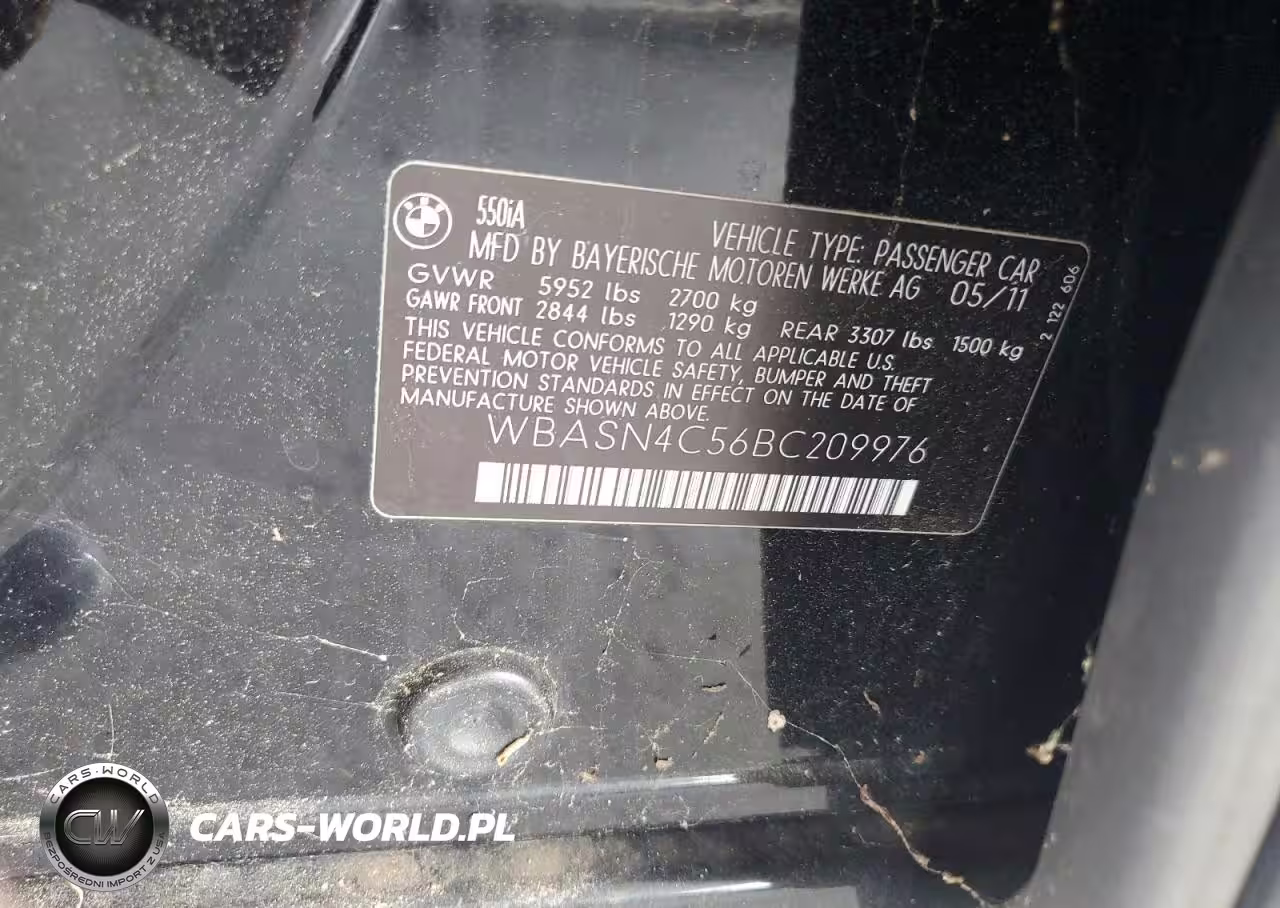 550iA
VEHICLE TYPE: PASSENGER CAR
MFD BY BAYERISCHE MOTOREN WERKE AG 05/11
GVWR 5952 lbs 2700 kg
GAWR FRONT 2844 lbs 1290 kg REAR 3307 lbs 1500 kg
THIS VEHICLE CONFORMS TO ALL APPLICABLE U.S.
FEDERAL MOTOR VEHICLE SAFETY, BUMPER AND THEFT
PREVENTION STANDARDS IN EFFECT ON THE DATE OF
MANUFACTURE SHOWN ABOVE.
WBASN4C56BC209976
2 122 606
CARS-WORLD
CW
BEZPOŚREDNI IMPORT Z USA
CARS-WORLD.PL